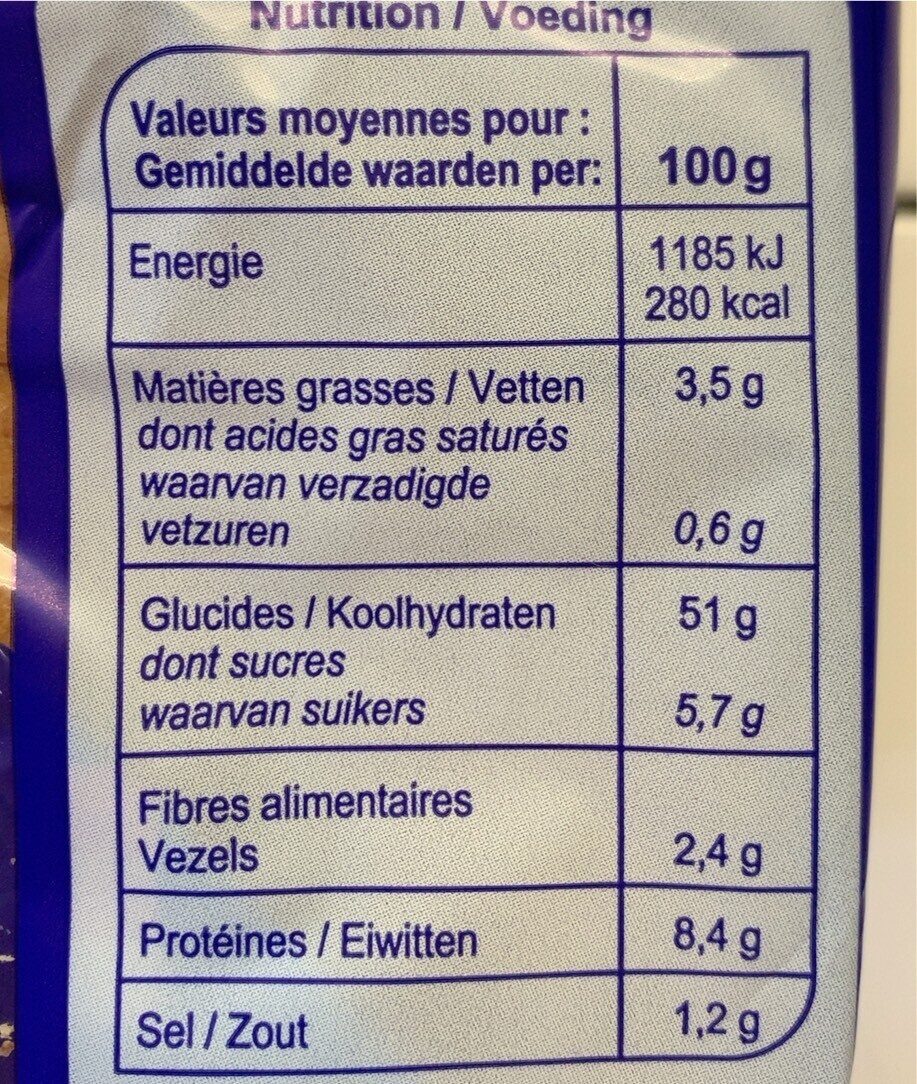 Nutrition / Voeding
Valeurs moyennes pour :
Gemiddelde waarden per: 100 g
Energie 1185 kJ
280 kcal
Matières grasses / Vetten 3,5 g
dont acides gras saturés
waarvan verzadigde
vetzuren 0,6 g
Glucides / Koolhydraten 51 g
dont sucres
waarvan suikers 5,7 g
Fibres alimentaires
Vezels 2,4 g
Protéines / Eiwitten 8,4 g
Sel / Zout 1,2 g